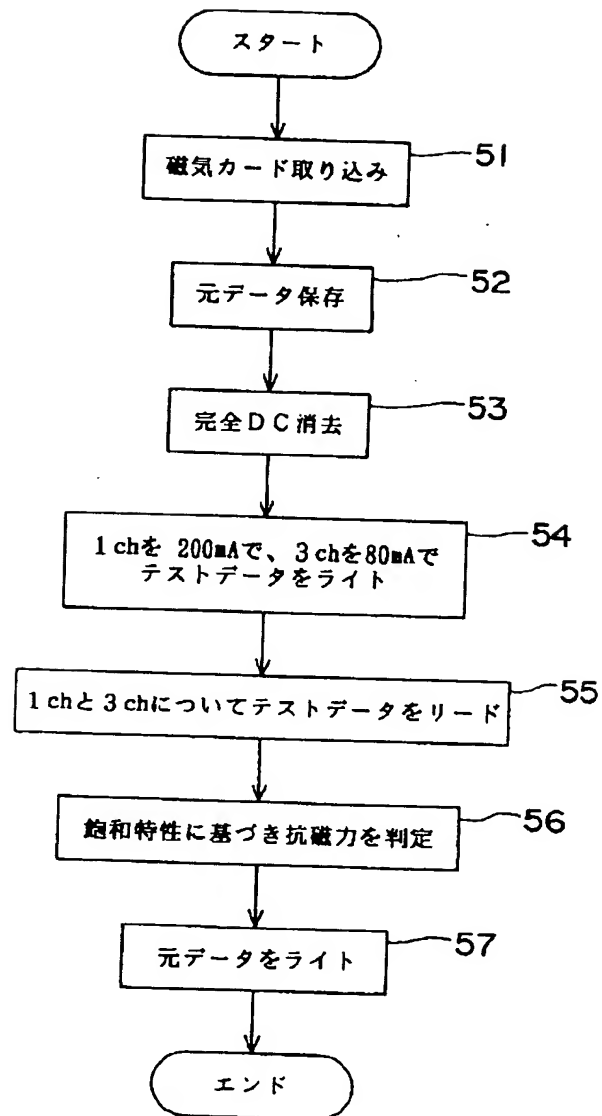 スタート
磁気カード取り込み
51
元データ保存
52
完全DC消去
53
1chを 200mAで、3chを80mAで
テストデータをライト
54
1chと3chについてテストデータをリード
55
飽和特性に基づき抗磁力を判定
56
元データをライト
57
エンド